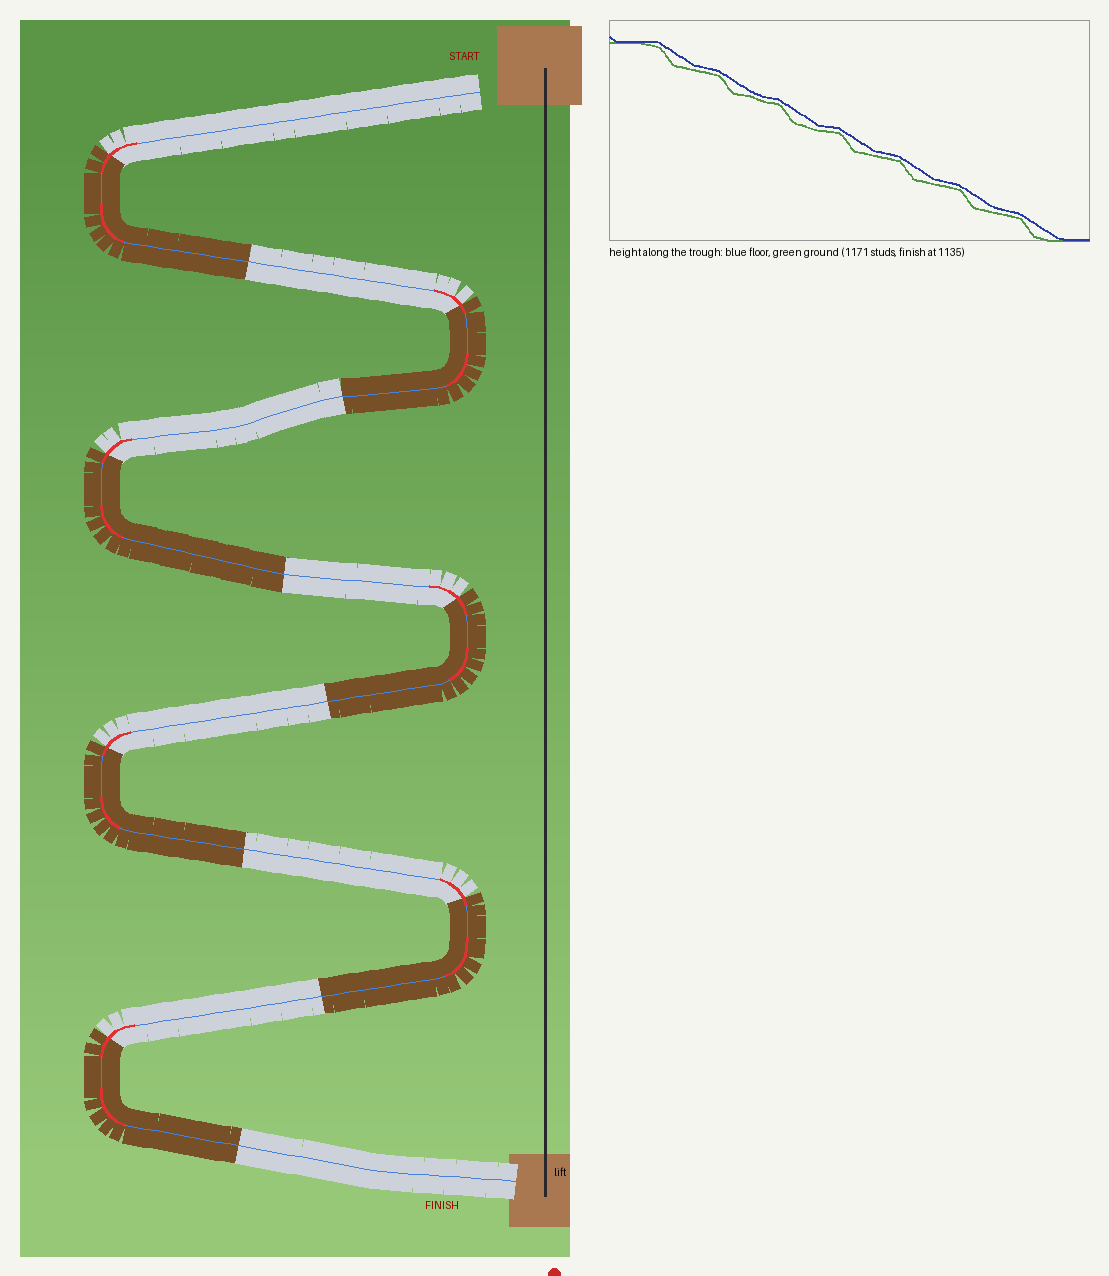 START
height along the trough: blue floor, green ground (1171 studs, finish at 1135)
lift
FINISH